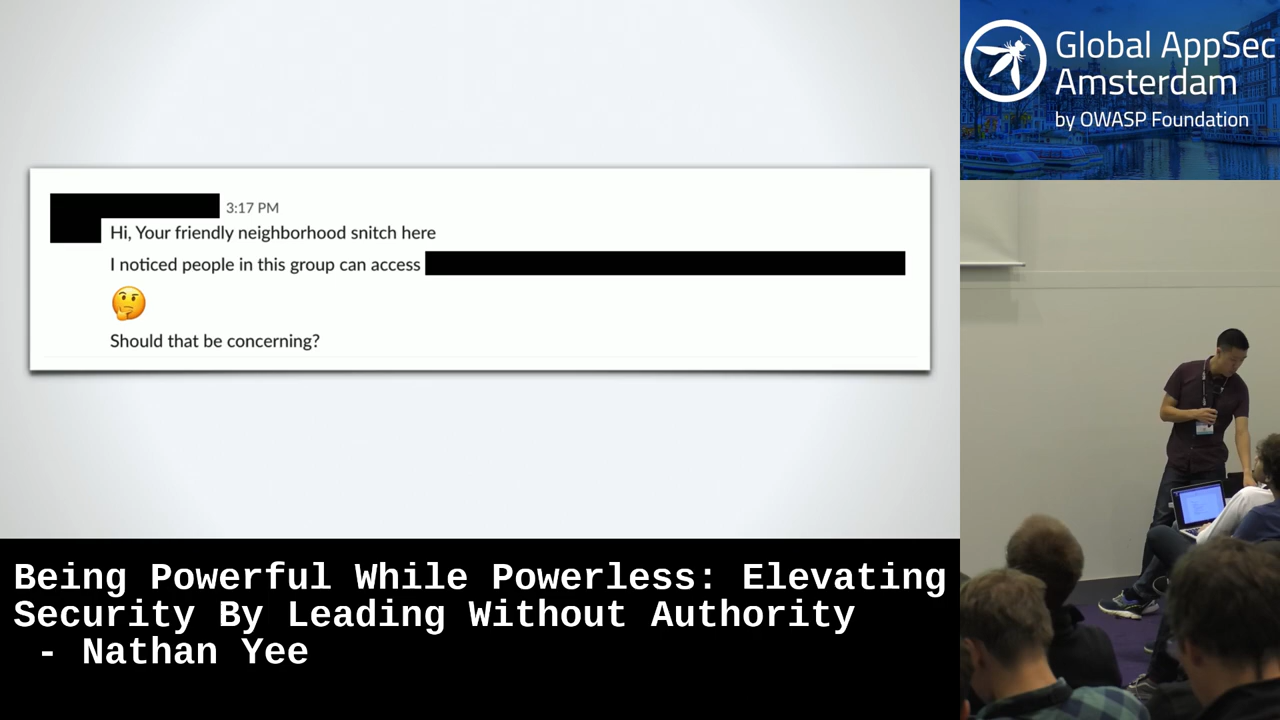 3:17 PM
Hi, Your friendly neighborhood snitch here
I noticed people in this group can access
🤔
Should that be concerning?
Global AppSec
Amsterdam
by OWASP Foundation
Being Powerful While Powerless: Elevating
Security By Leading Without Authority
- Nathan Yee